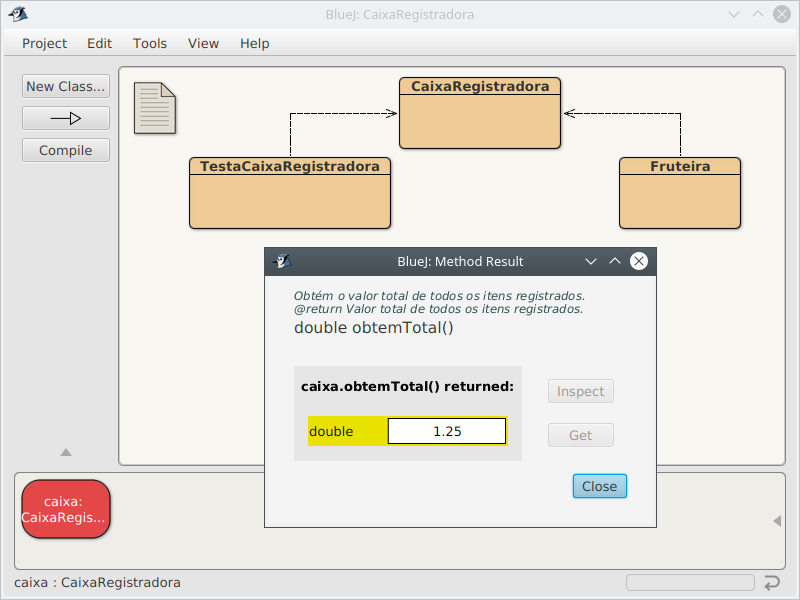 BlueJ: CaixaRegistradora
Project Edit Tools View Help
New Class...
Compile
CaixaRegistradora
TestaCaixaRegistradora
Fruteira
BlueJ: Method Result
Obtém o valor total de todos os itens registrados.
@return Valor total de todos os itens registrados.
double obtemTotal()
caixa.obtemTotal() returned:
double 1.25
Inspect
Get
Close
caixa:
CaixaRegis...
caixa : CaixaRegistradora